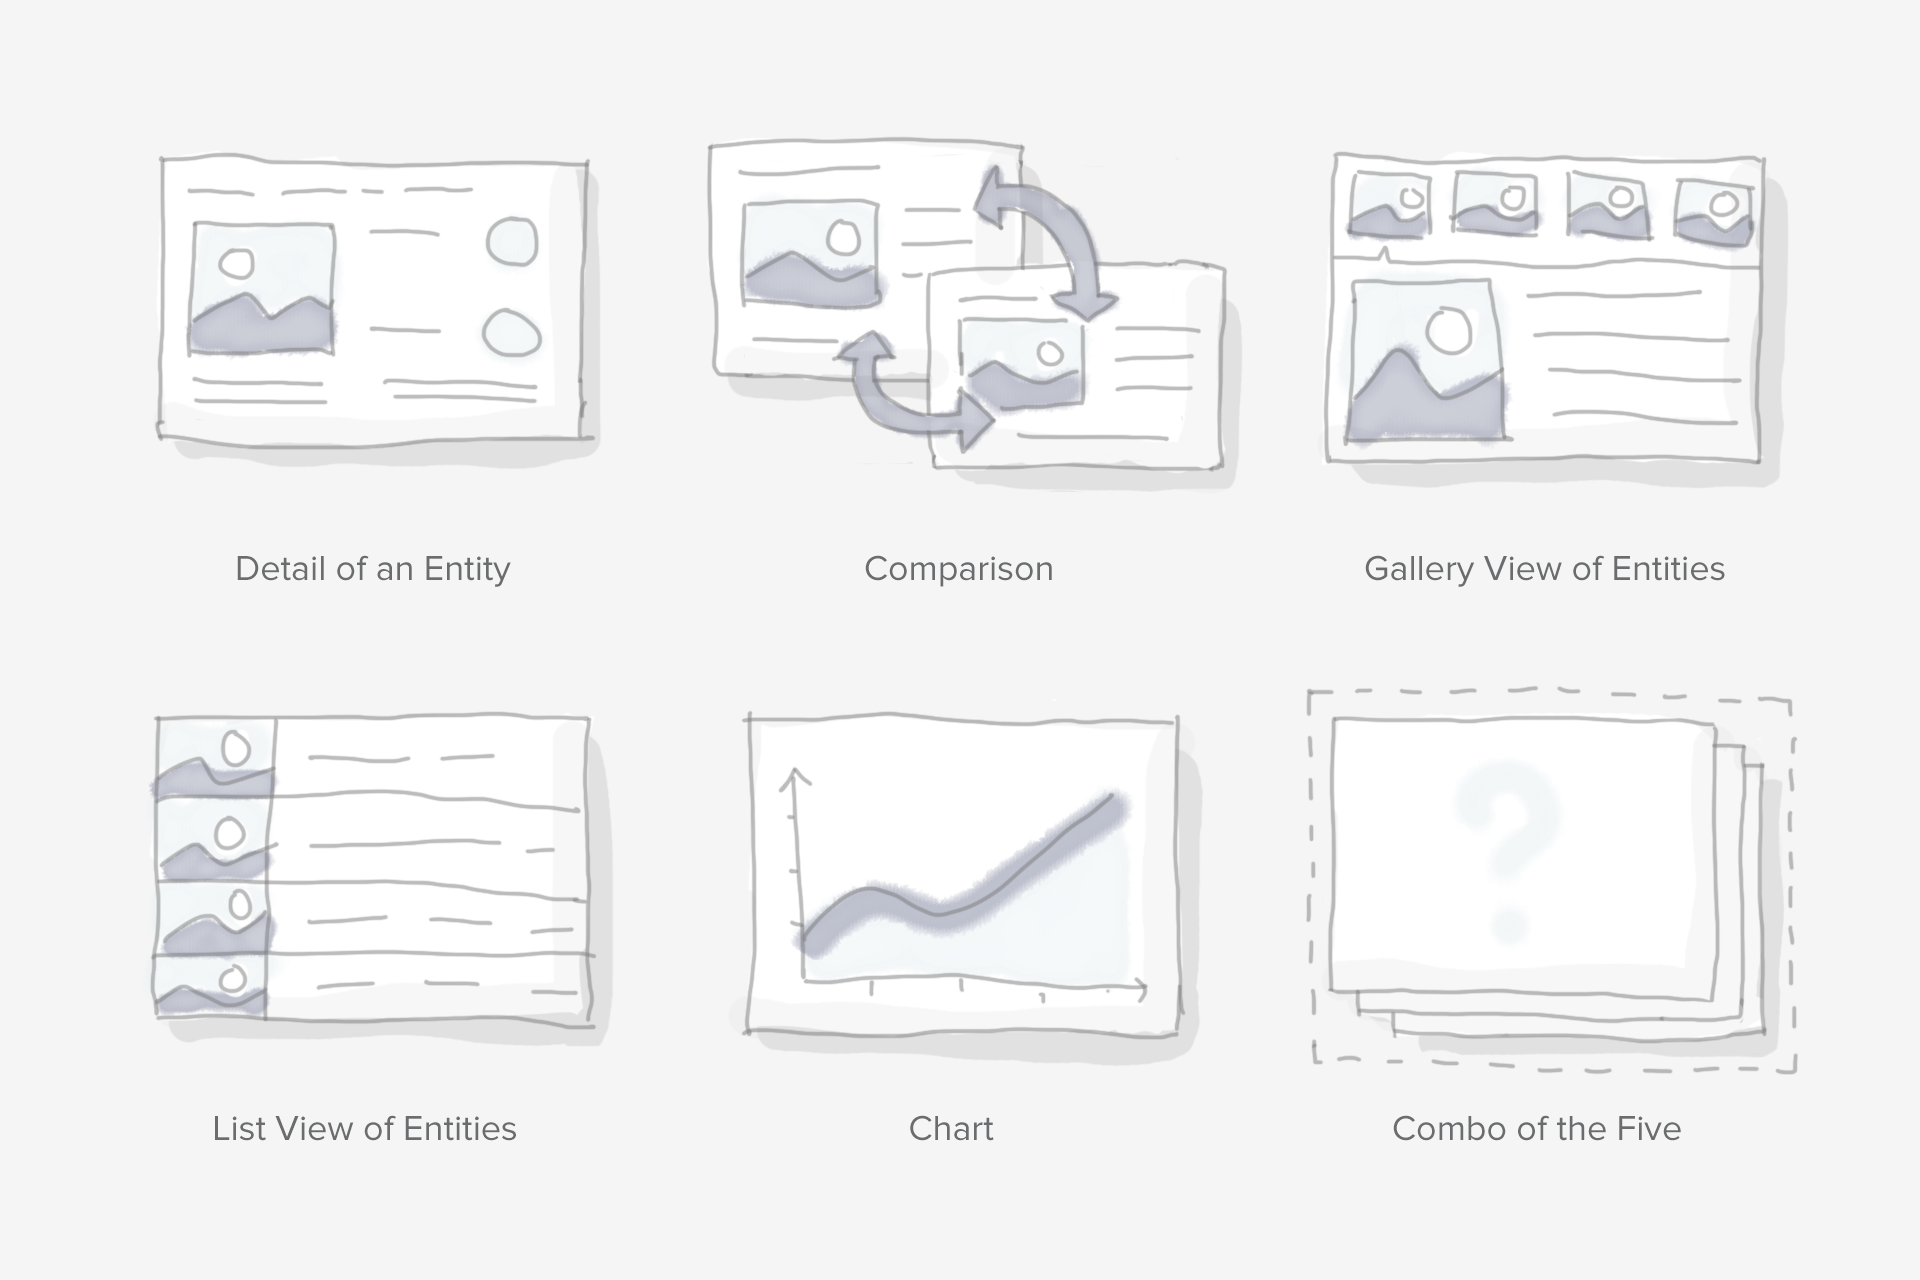 Detail of an Entity
Comparison
Gallery View of Entities
?
List View of Entities
Chart
Combo of the Five